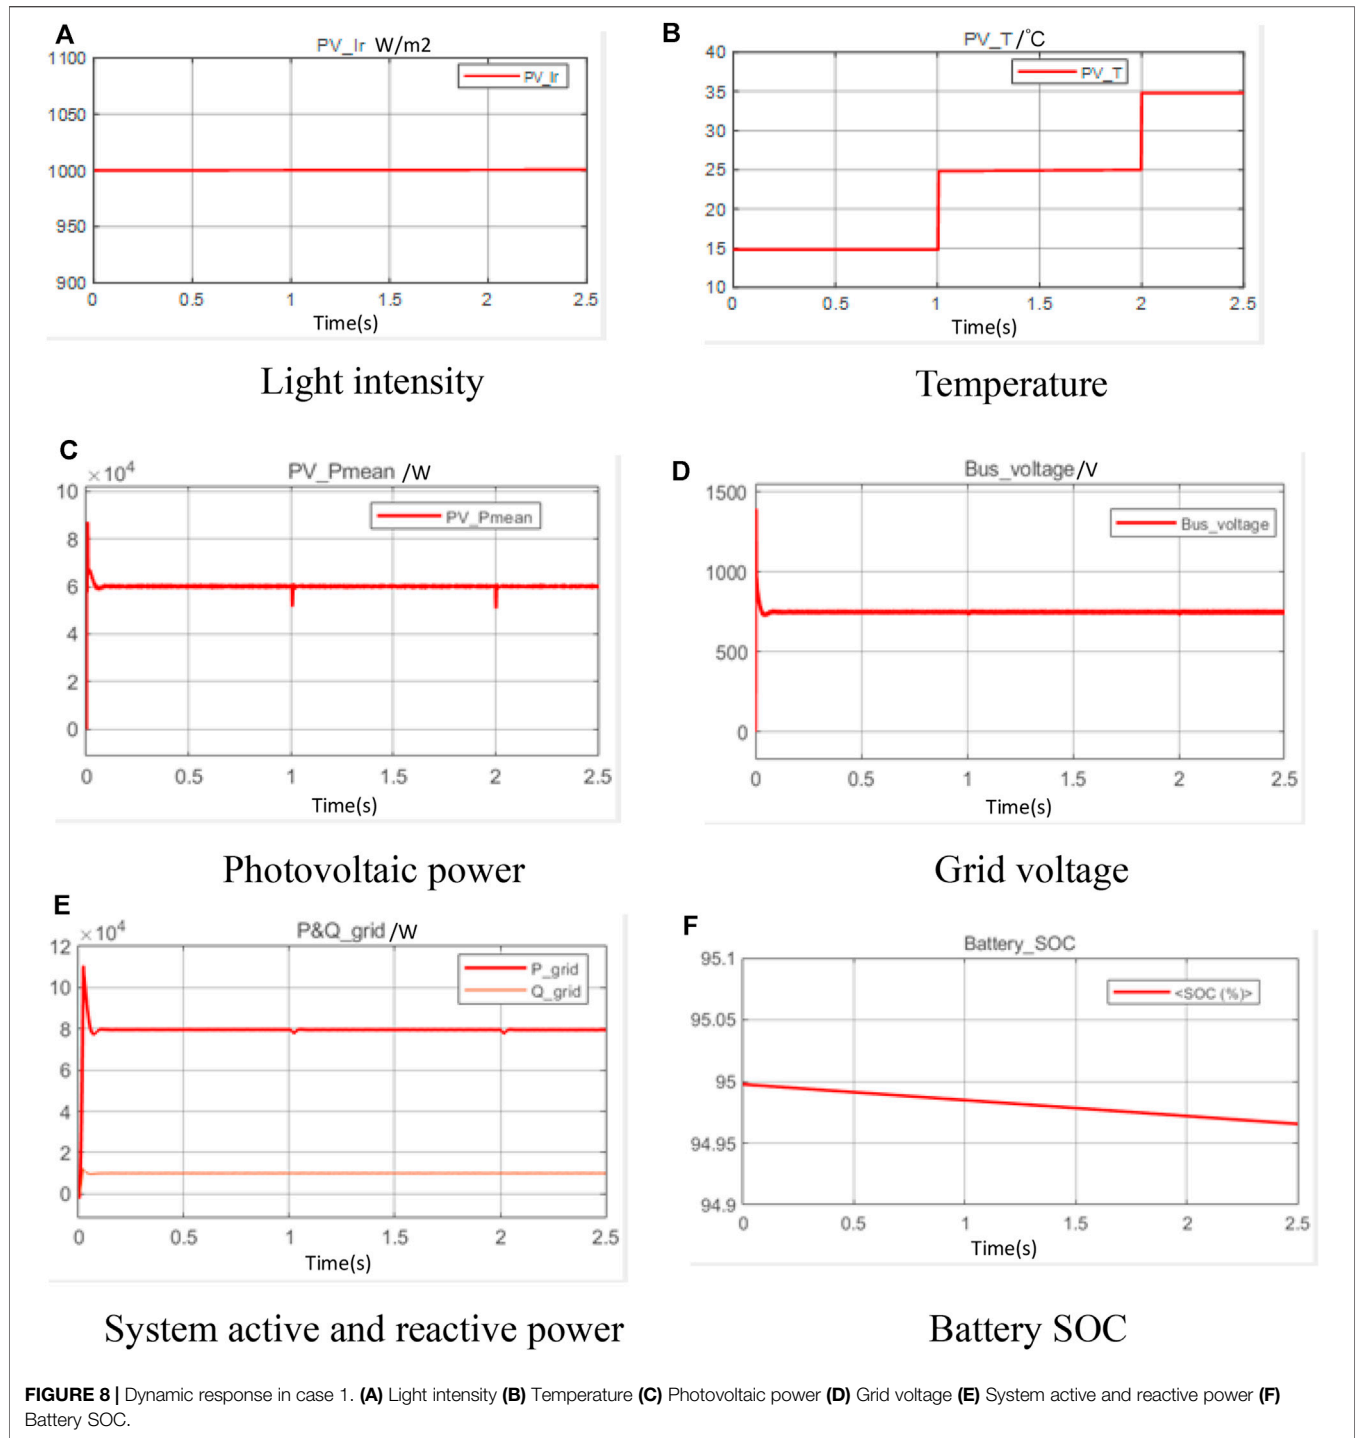 A
PV_Ir W/m2
1100
1050
1000
950
900
PV_Ir
0 0.5 1 1.5 2 2.5
Time(s)
Light intensity
B
PV_T/°C
40
35
30
25
20
15
10
PV_T
0 0.5 1 1.5 2 2.5
Time(s)
Temperature
C
×10⁴
PV_Pmean /W
10
8
6
4
2
0
PV_Pmean
0 0.5 1 1.5 2 2.5
Time(s)
Photovoltaic power
D
Bus_voltage/V
1500
1000
500
0
Bus_voltage
0 0.5 1 1.5 2 2.5
Time(s)
Grid voltage
E
×10⁴
P&Q_grid/W
12
10
8
6
4
2
0
P_grid
Q_grid
0 0.5 1 1.5 2 2.5
Time(s)
System active and reactive power
F
Battery_SOC
95.1
95.05
95
94.95
94.9
<SOC (%)>
0 0.5 1 1.5 2 2.5
Time(s)
Battery SOC
FIGURE 8 | Dynamic response in case 1. (A) Light intensity (B) Temperature (C) Photovoltaic power (D) Grid voltage (E) System active and reactive power (F)
Battery SOC.